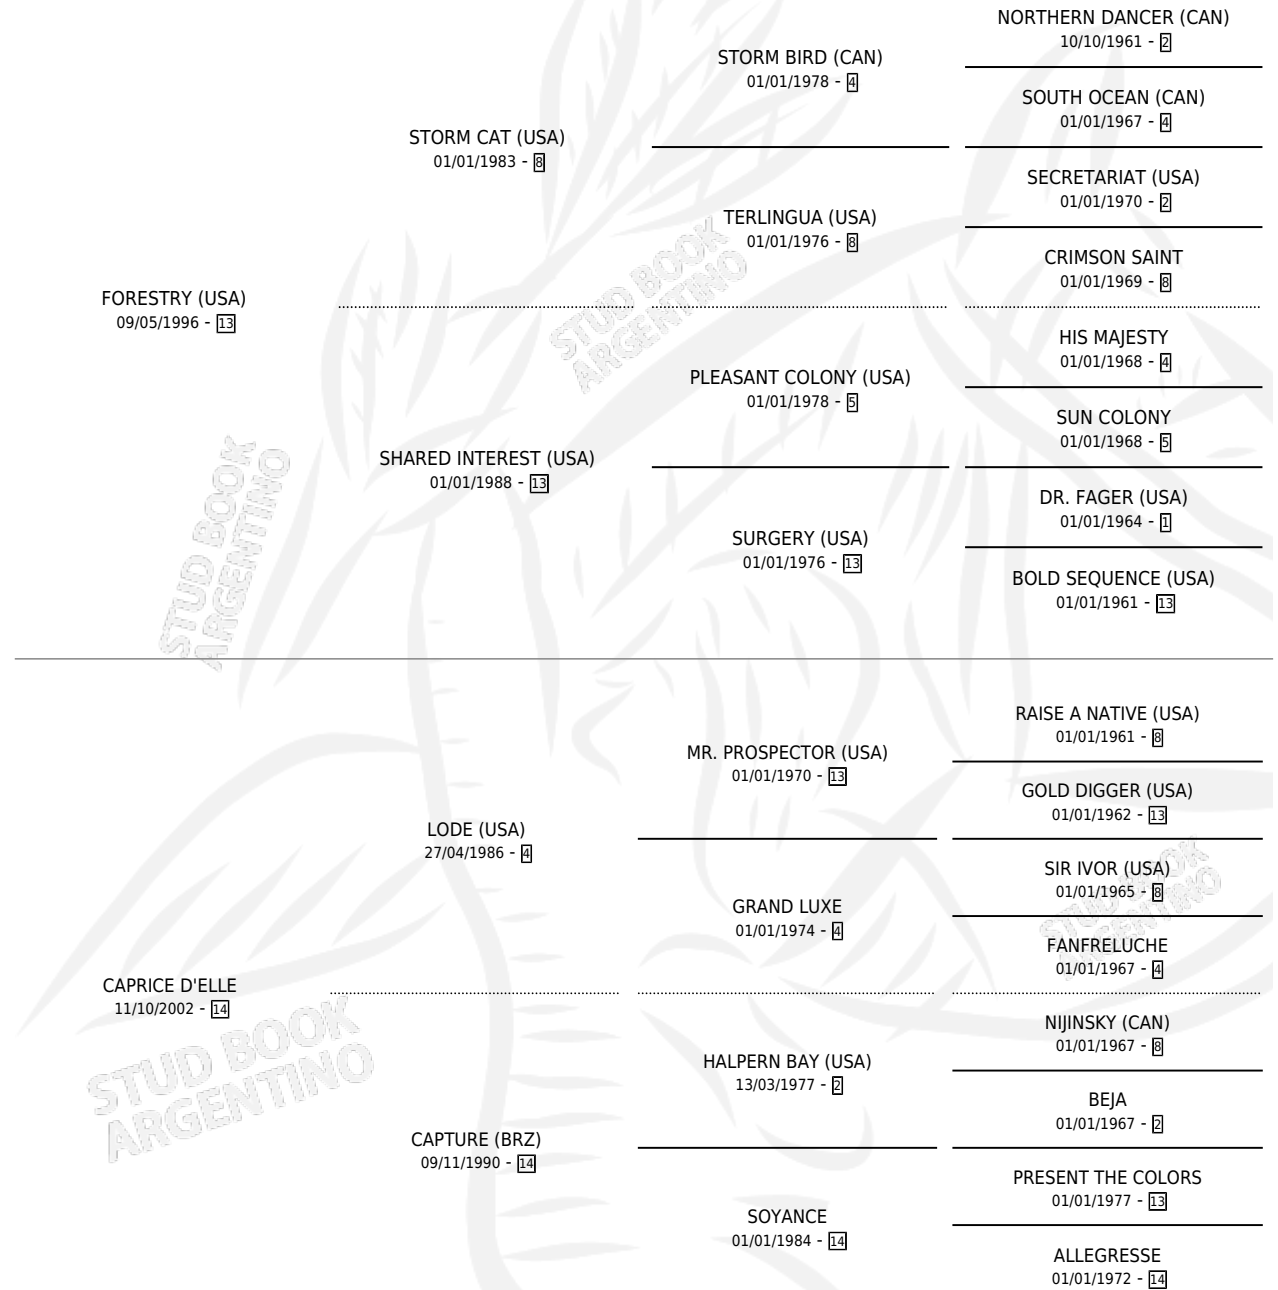 NORTHERN DANCER (CAN)
10/10/1961 - 2
STORM BIRD (CAN)
01/01/1978 - 4
SOUTH OCEAN (CAN)
01/01/1967 - 4
STORM CAT (USA)
01/01/1983 - 8
SECRETARIAT (USA)
01/01/1970 - 2
TERLINGUA (USA)
01/01/1976 - 8
CRIMSON SAINT
01/01/1969 - 8
FORESTRY (USA)
09/05/1996 - 13
HIS MAJESTY
01/01/1968 - 4
PLEASANT COLONY (USA)
01/01/1978 - 5
SUN COLONY
01/01/1968 - 5
SHARED INTEREST (USA)
01/01/1988 - 13
DR. FAGER (USA)
01/01/1964 - 1
SURGERY (USA)
01/01/1976 - 13
BOLD SEQUENCE (USA)
01/01/1961 - 13
RAISE A NATIVE (USA)
01/01/1961 - 8
MR. PROSPECTOR (USA)
01/01/1970 - 13
GOLD DIGGER (USA)
01/01/1962 - 13
LODE (USA)
27/04/1986 - 4
SIR IVOR (USA)
01/01/1965 - 8
GRAND LUXE
01/01/1974 - 4
FANFRELUCHE
01/01/1967 - 4
CAPRICE D'ELLE
11/10/2002 - 14
NIJINSKY (CAN)
01/01/1967 - 8
HALPERN BAY (USA)
13/03/1977 - 2
BEJA
01/01/1967 - 2
CAPTURE (BRZ)
09/11/1990 - 14
PRESENT THE COLORS
01/01/1977 - 13
SOYANCE
01/01/1984 - 14
ALLEGRESSE
01/01/1972 - 14
STUD BOOK
ARGENTINO
STUD BOOK
ARGENTINO
STUD BOOK
ARGENTINO
STUD BOOK
ARGENTINO